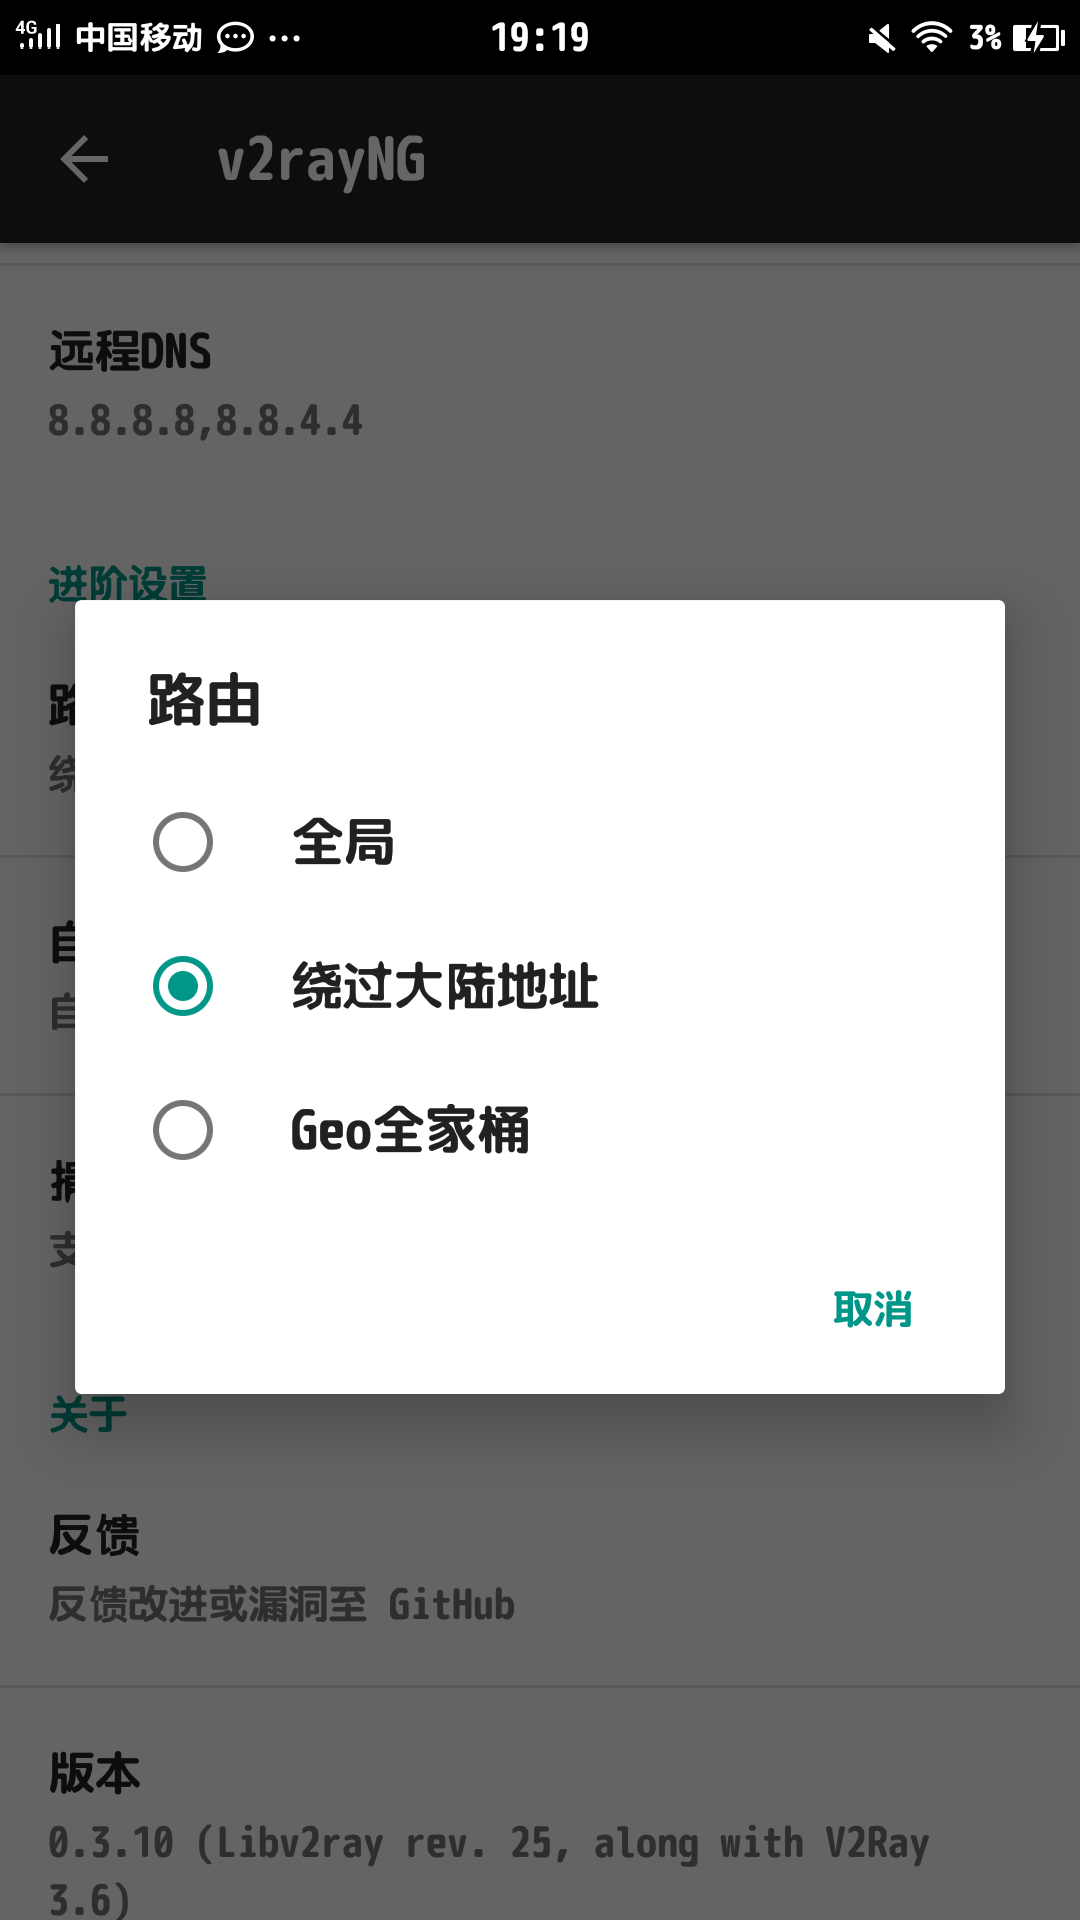 4G 中国移动 ... 19:19 3%
v2rayNG
远程DNS
8.8.8.8,8.8.4.4
进阶设置
路
绕
路由
全局
绕过大陆地址
自
自
Geo全家桶
捐
支
取消
关于
反馈
反馈改进或漏洞至 GitHub
版本
0.3.10 (Libv2ray rev. 25, along with V2Ray
3.6)